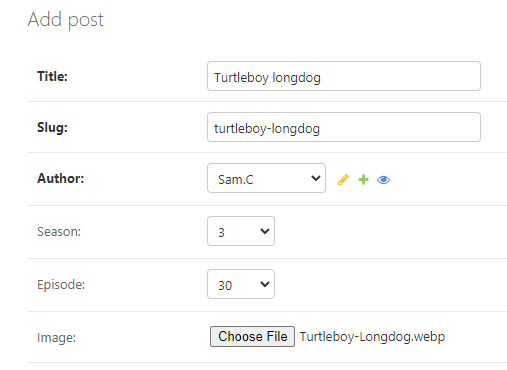 Add post
Title: Turtleboy longdog
Slug: turtleboy-longdog
Author: Sam.C
Season: 3
Episode: 30
Image: Choose File Turtleboy-Longdog.webp